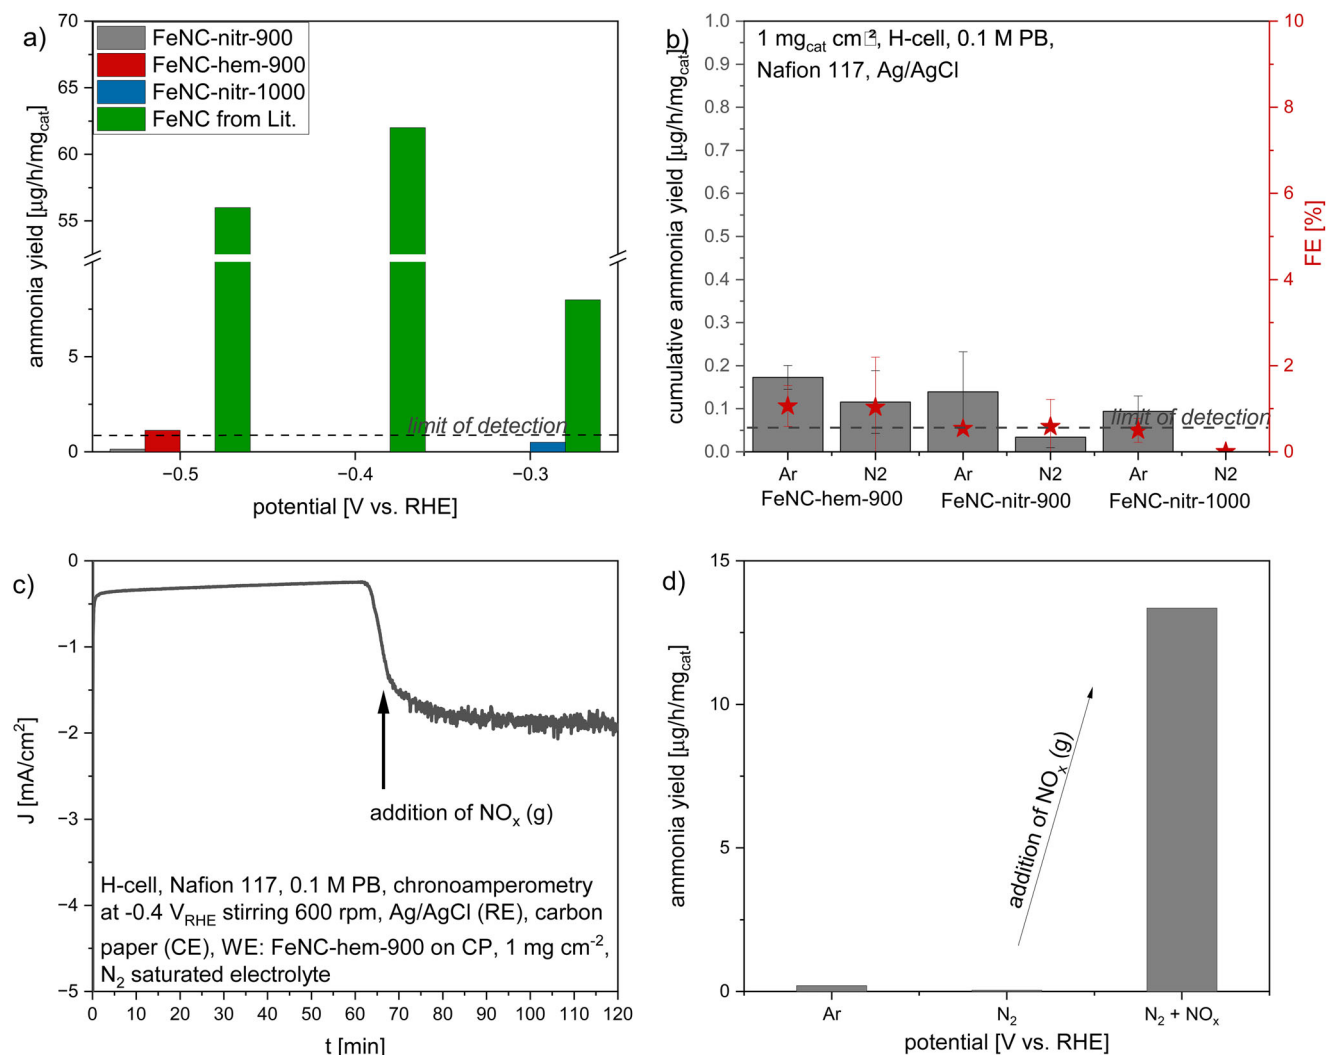 a)
FeNC-nitr-900
FeNC-hem-900
FeNC-nitr-1000
FeNC from Lit.
70
65
60
55
5
0
ammonia yield [µg/h/mgcat]
limit of detection
−0.5
−0.4
−0.3
potential [V vs. RHE]
b)
1 mgcat cm, H-cell, 0.1 M PB,
Nafion 117, Ag/AgCl
1.0
0.9
0.8
0.7
0.6
0.5
0.4
0.3
0.2
0.1
0.0
cumulative ammonia yield [µg/h/mgcat]
limit of detection
10
8
6
4
2
0
FE [%]
Ar
N2
Ar
N2
Ar
N2
FeNC-hem-900
FeNC-nitr-900
FeNC-nitr-1000
c)
0
−1
−2
−3
−4
−5
J [mA/cm2]
addition of NOx (g)
H-cell, Nafion 117, 0.1 M PB, chronoamperometry
at -0.4 VRHE stirring 600 rpm, Ag/AgCl (RE), carbon
paper (CE), WE: FeNC-hem-900 on CP, 1 mg cm-2,
N2 saturated electrolyte
0
10
20
30
40
50
60
70
80
90
100
110
120
t [min]
d)
15
10
5
0
ammonia yield [µg/h/mgcat]
addition of NOx (g)
Ar
N2
N2 + NOx
potential [V vs. RHE]